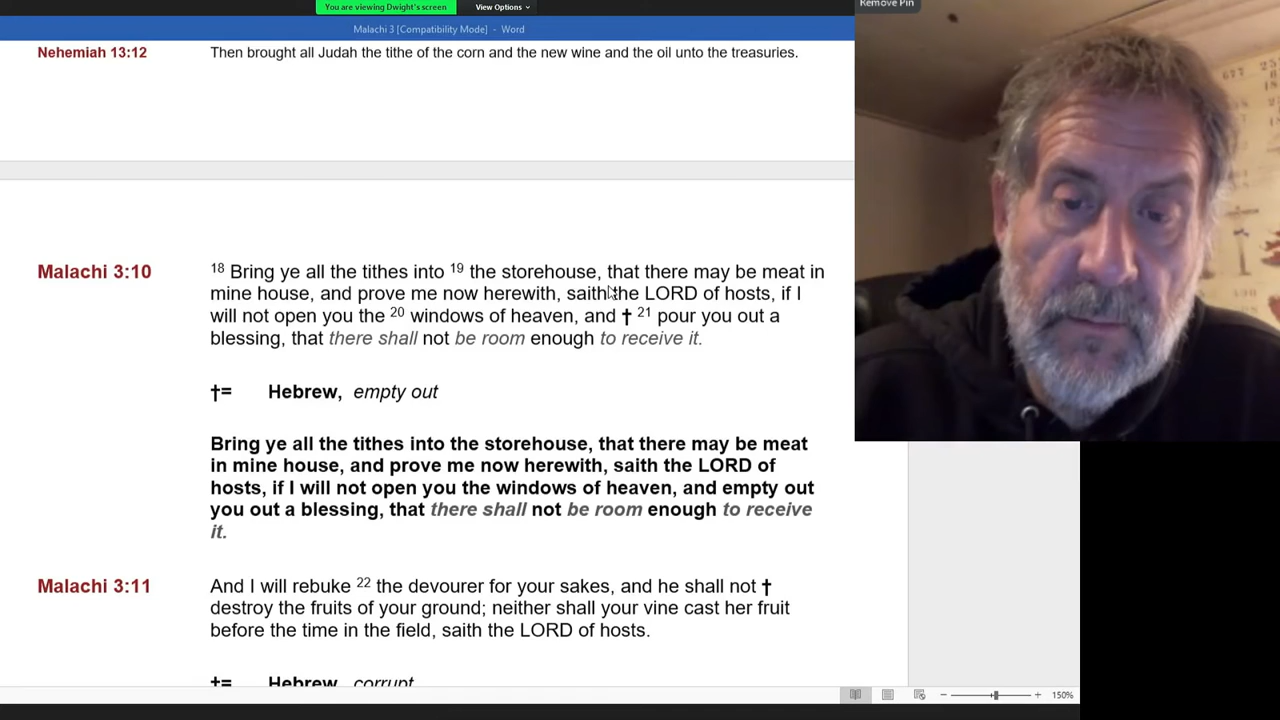 Remove Pin
You are viewing Dwight's screen
View Options
Malachi 3 [Compatibility Mode] - Word
Nehemiah 13:12 Then brought all Judah the tithe of the corn and the new wine and the oil unto the treasuries.
Malachi 3:10 18 Bring ye all the tithes into 19 the storehouse, that there may be meat in
mine house, and prove me now herewith, saith the LORD of hosts, if I
will not open you the 20 windows of heaven, and † 21 pour you out a
blessing, that there shall not be room enough to receive it.
†= Hebrew, empty out
Bring ye all the tithes into the storehouse, that there may be meat
in mine house, and prove me now herewith, saith the LORD of
hosts, if I will not open you the windows of heaven, and empty out
you out a blessing, that there shall not be room enough to receive
it.
Malachi 3:11 And I will rebuke 22 the devourer for your sakes, and he shall not †
destroy the fruits of your ground; neither shall your vine cast her fruit
before the time in the field, saith the LORD of hosts.
†= Hebrew, corrupt
150%